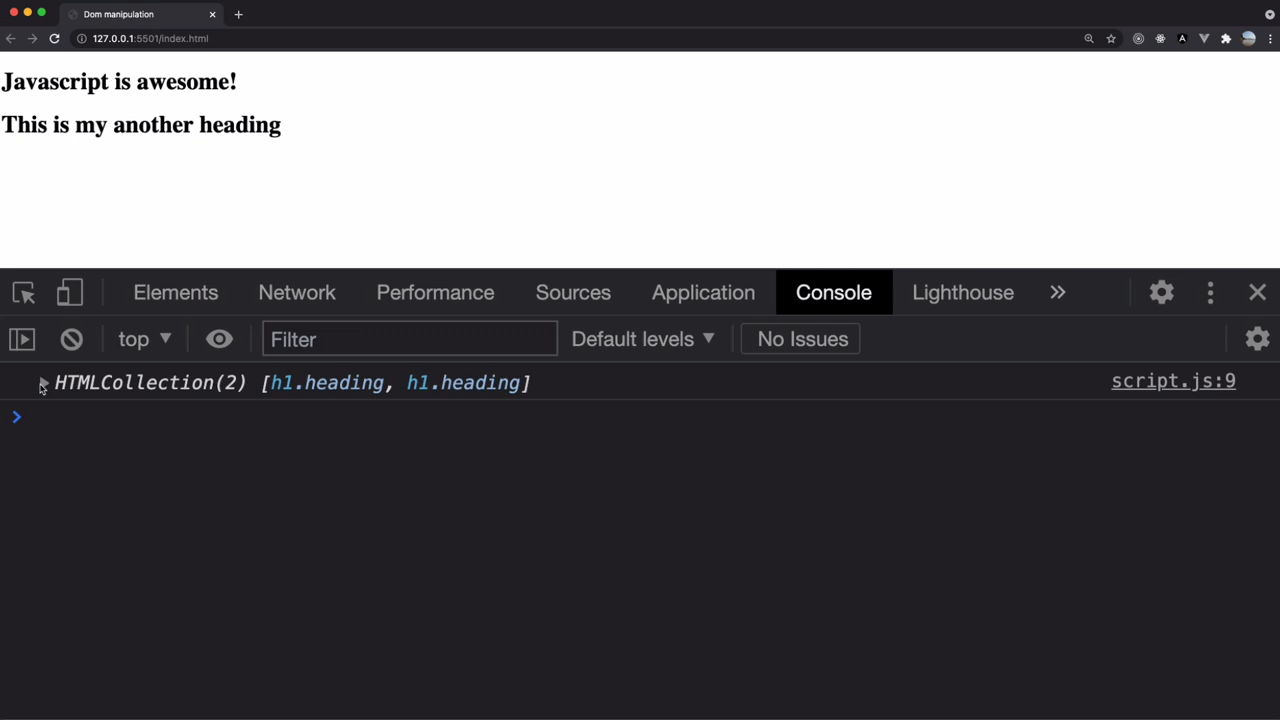 Dom manipulation
127.0.0.1:5501/index.html
Javascript is awesome!
This is my another heading
Elements Network Performance Sources Application Console Lighthouse
top Filter Default levels No Issues
HTMLCollection(2) [h1.heading, h1.heading] script.js:9